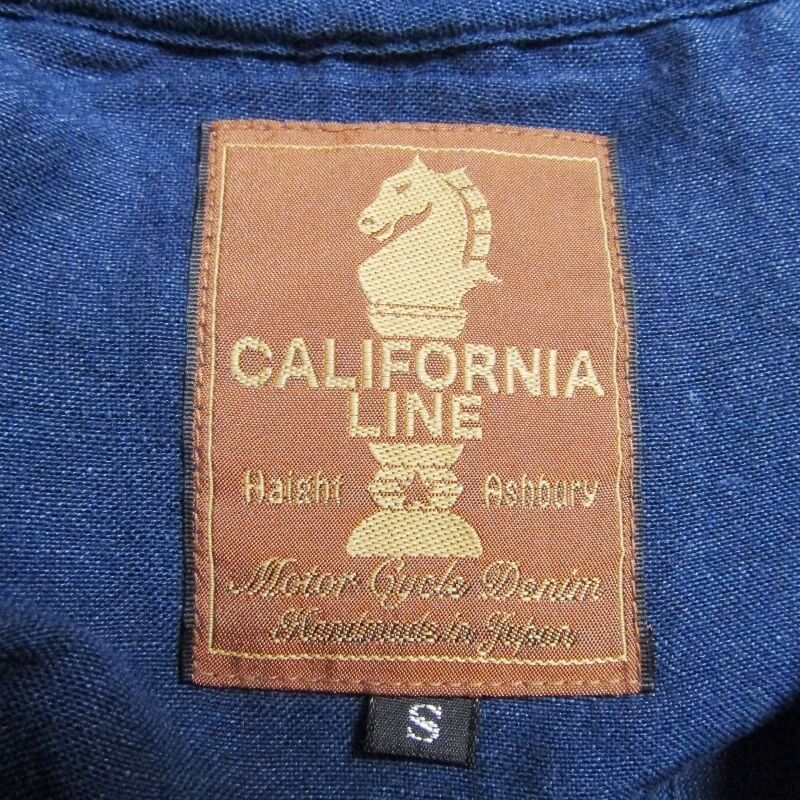 CALIFORNIA
LINE
Haight Ashbury
Motor Cycle Denim
Handmade in Japan
S